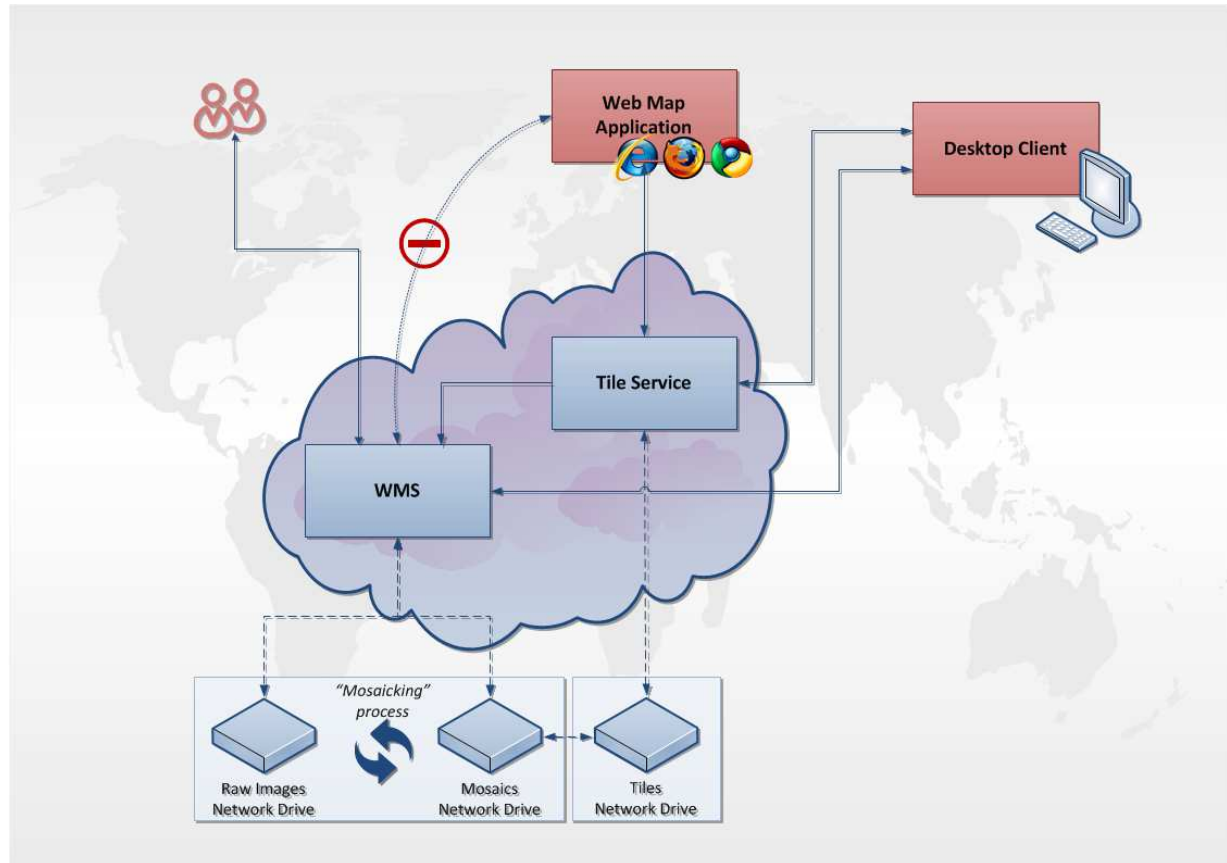 Web Map
Application
Desktop Client
Tile Service
WMS
“Mosaicking”
process
Raw Images
Network Drive
Mosaics
Network Drive
Tiles
Network Drive